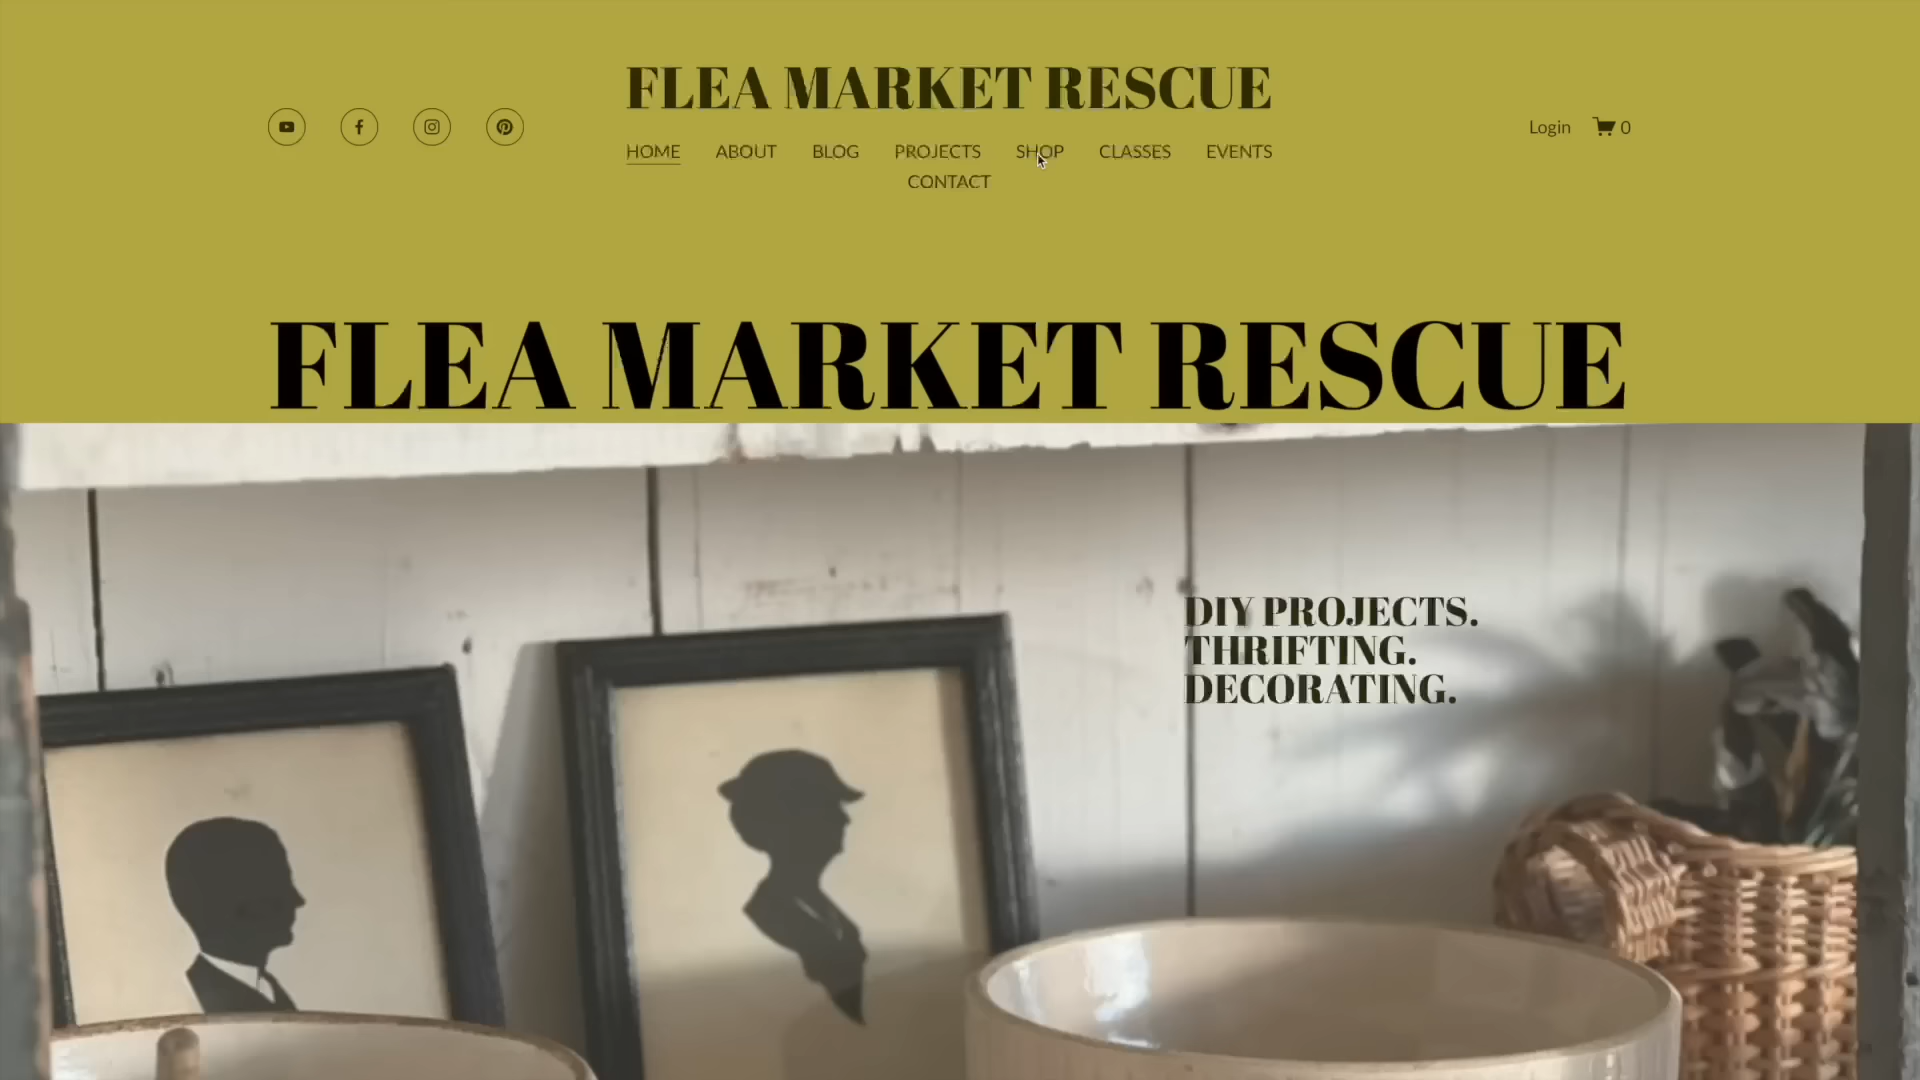 FLEA MARKET RESCUE
HOME ABOUT BLOG PROJECTS SHOP CLASSES EVENTS
CONTACT
Login 0
FLEA MARKET RESCUE
DIY PROJECTS.
THRIFTING.
DECORATING.